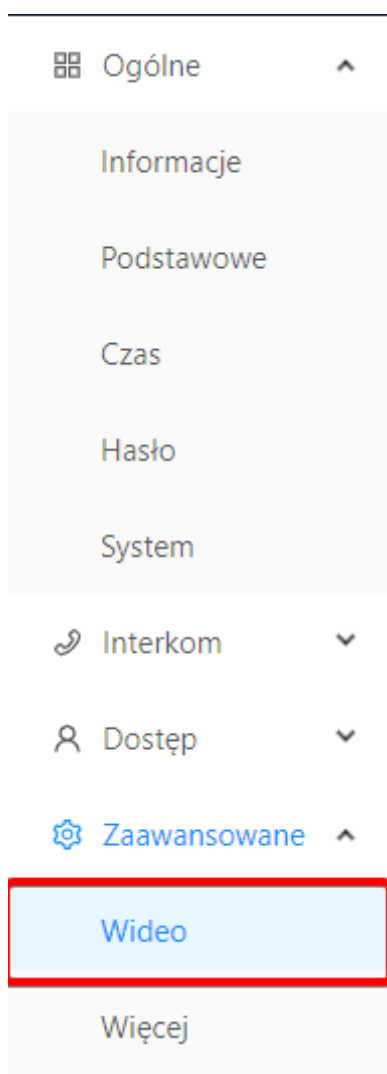 Ogólne
Informacje
Podstawowe
Czas
Hasło
System
Interkom
Dostęp
Zaawansowane
Wideo
Więcej